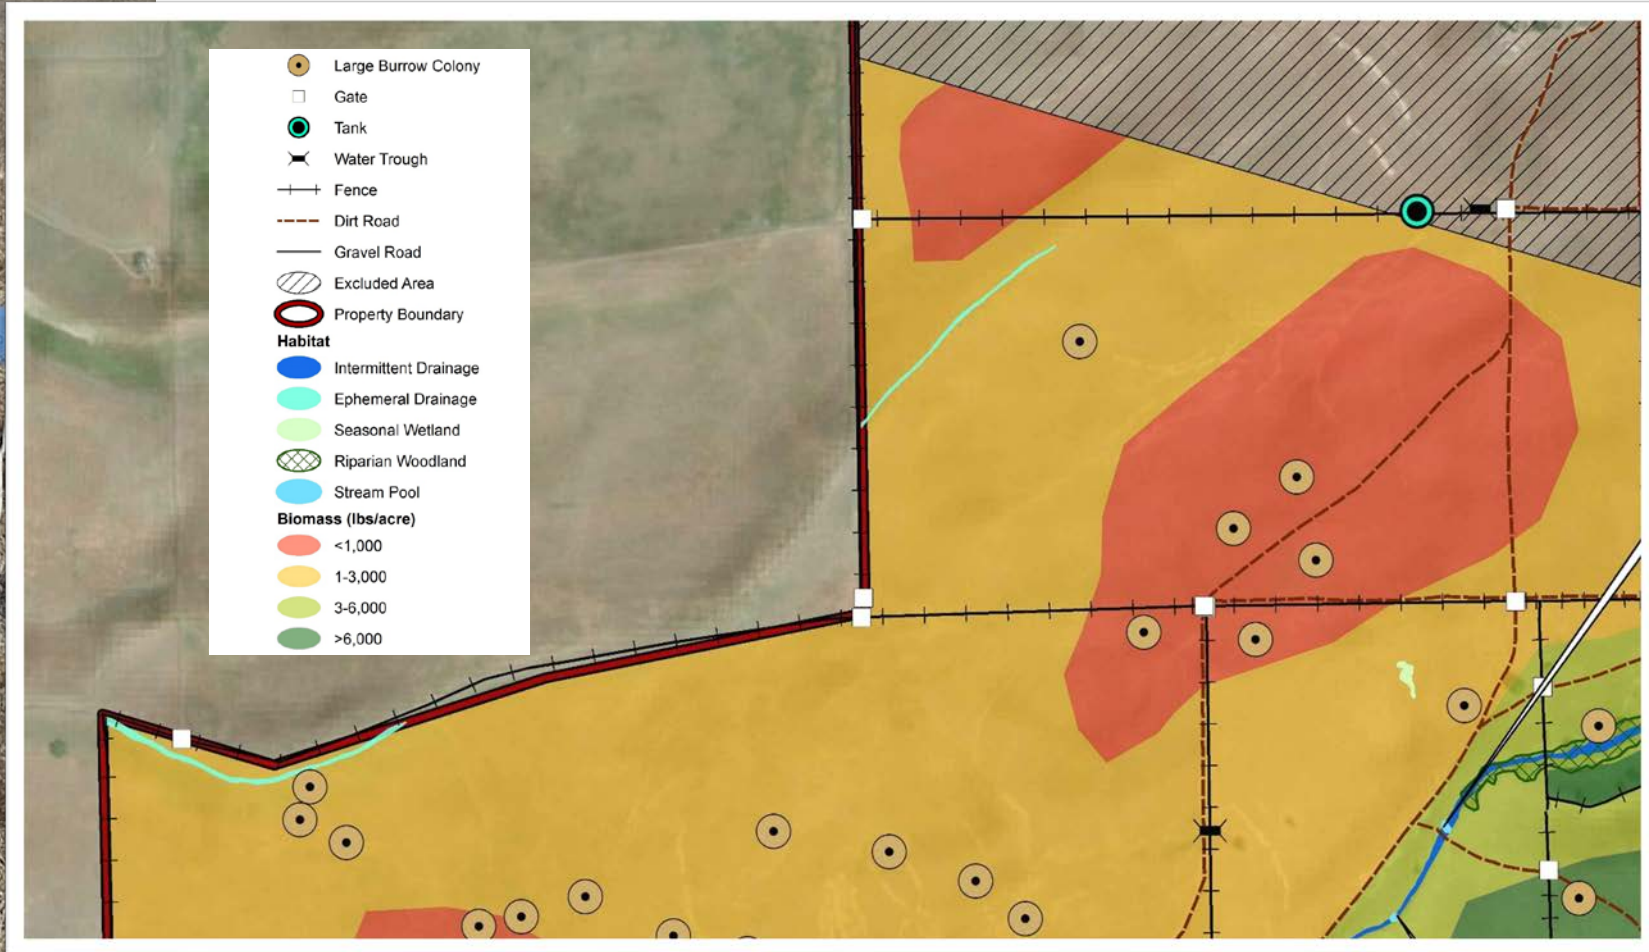 Large Burrow Colony
Gate
Tank
Water Trough
Fence
Dirt Road
Gravel Road
Excluded Area
Property Boundary
Habitat
Intermittent Drainage
Ephemeral Drainage
Seasonal Wetland
Riparian Woodland
Stream Pool
Biomass (lbs/acre)
<1,000
1-3,000
3-6,000
>6,000